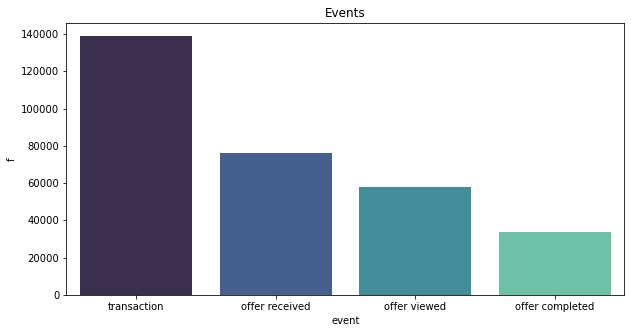 Events
140000
120000
100000
80000
60000
40000
20000
0
f
transaction offer received offer viewed offer completed
event